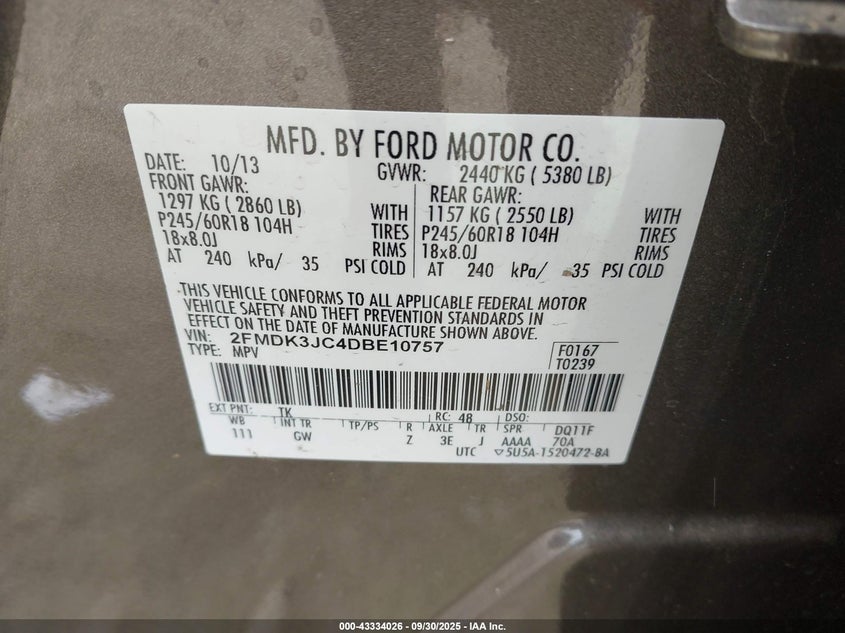 MFD. BY FORD MOTOR CO.
DATE: 10/13 GVWR: 2440 KG ( 5380 LB)
FRONT GAWR: REAR GAWR:
1297 KG ( 2860 LB) WITH 1157 KG ( 2550 LB) WITH
P245/60R18 104H TIRES P245/60R18 104H TIRES
18x8.0J RIMS 18x8.0J RIMS
AT 240 kPa/ 35 PSI COLD AT 240 kPa/ 35 PSI COLD
THIS VEHICLE CONFORMS TO ALL APPLICABLE FEDERAL MOTOR
VEHICLE SAFETY AND THEFT PREVENTION STANDARDS IN
EFFECT ON THE DATE OF MANUFACTURE SHOWN ABOVE.
VIN: 2FMDK3JC4DBE10757 F0167
TYPE: MPV T0239
EXT PNT: TK RC: 48 DSO:
WB INT TR TP/PS R AXLE TR SPR DQ11F
111 GW Z 3E J AAAA 70A
UTC ▽5U5A-1520472-BA
000-43334026 - 09/30/2025 - IAA Inc.